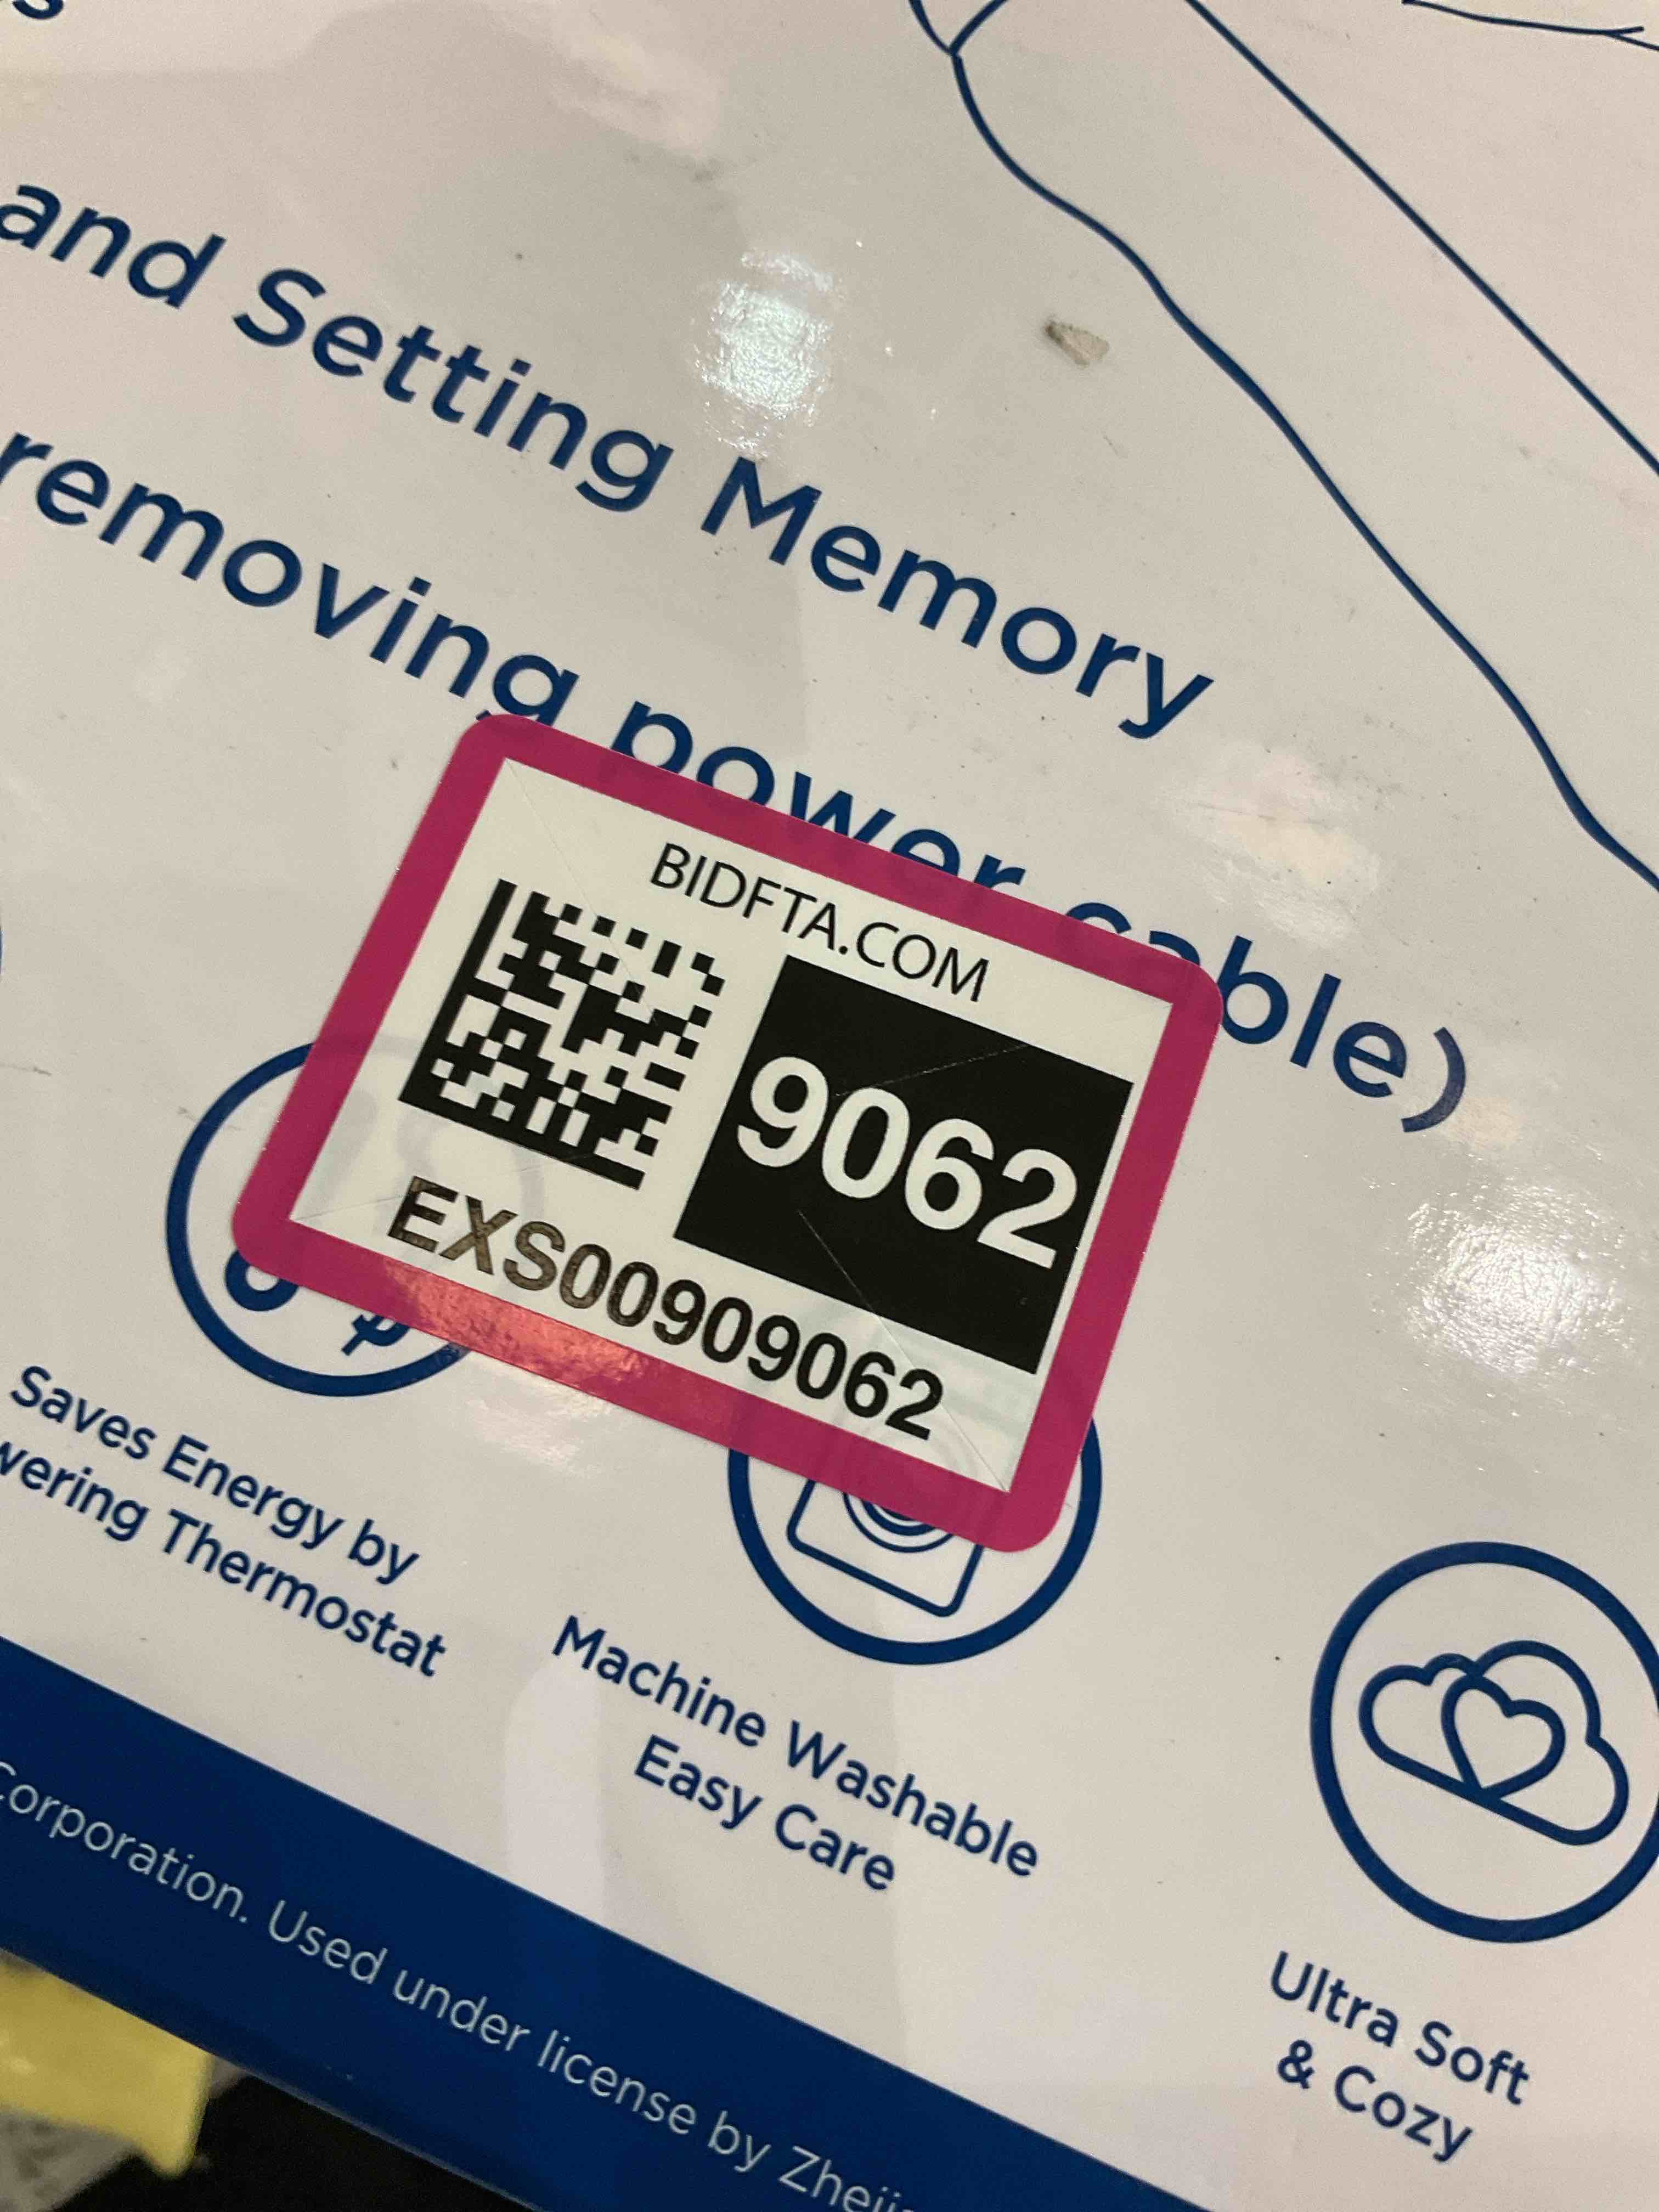 and Setting Memory
removing power cable)
BIDFTA.COM
9062
EXS00909062
Saves Energy by
wering Thermostat
Machine Washable
Easy Care
Ultra Soft
& Cozy
Corporation. Used under license by